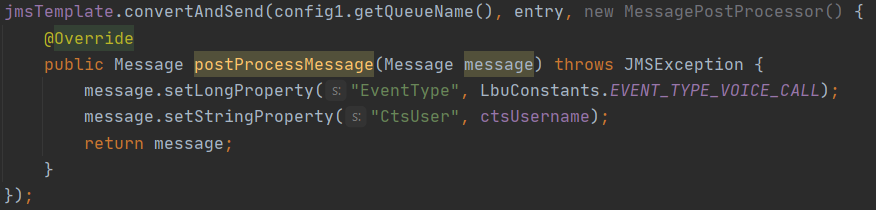 jmsTemplate.convertAndSend(config1.getQueueName(), entry, new MessagePostProcessor() {
    @Override
    public Message postProcessMessage(Message message) throws JMSException {
        message.setLongProperty( s: "EventType", LbuConstants.EVENT_TYPE_VOICE_CALL);
        message.setStringProperty( s: "CtsUser", ctsUsername);
        return message;
    }
});